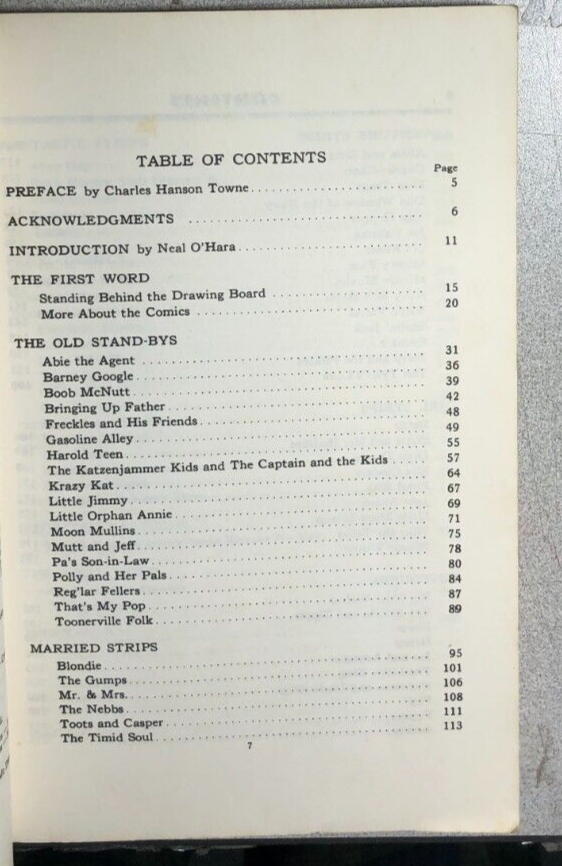 TABLE OF CONTENTS
Page
PREFACE by Charles Hanson Towne 5
ACKNOWLEDGMENTS 6
INTRODUCTION by Neal O'Hara 11
THE FIRST WORD
Standing Behind the Drawing Board 15
More About the Comics 20
THE OLD STAND-BYS
Abie the Agent 31
Barney Google 36
Boob McNutt 39
Bringing Up Father 42
Freckles and His Friends 48
Gasoline Alley 49
Harold Teen 55
The Katzenjammer Kids and The Captain and the Kids 57
Krazy Kat 64
Little Jimmy 67
Little Orphan Annie 69
Moon Mullins 71
Mutt and Jeff 75
Pa's Son-in-Law 78
Polly and Her Pals 80
Reg'lar Fellers 84
That's My Pop 87
Toonerville Folk 89
MARRIED STRIPS
Blondie 95
The Gumps 101
Mr. & Mrs. 106
The Nebbs 108
Toots and Casper 111
The Timid Soul 113
7